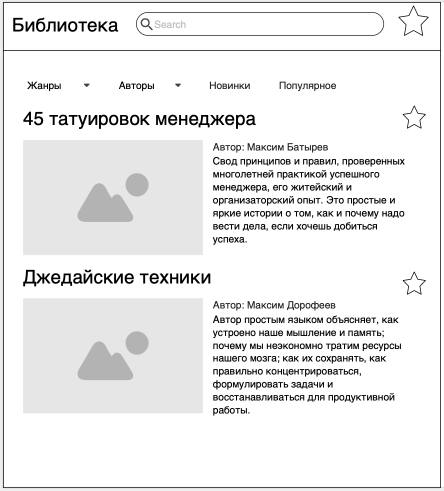 Библиотека
Search
Жанры
Авторы
Новинки
Популярное
45 татуировок менеджера
Автор: Максим Батырев
Свод принципов и правил, проверенных
многолетней практикой успешного
менеджера, его житейский и
организаторский опыт. Это простые и
яркие истории о том, как и почему надо
вести дела, если хочешь добиться
успеха.
Джедайские техники
Автор: Максим Дорофеев
Автор простым языком объясняет, как
устроено наше мышление и память;
почему мы неэкономно тратим ресурсы
нашего мозга; как их сохранять, как
правильно концентрироваться,
формулировать задачи и
восстанавливаться для продуктивной
работы.